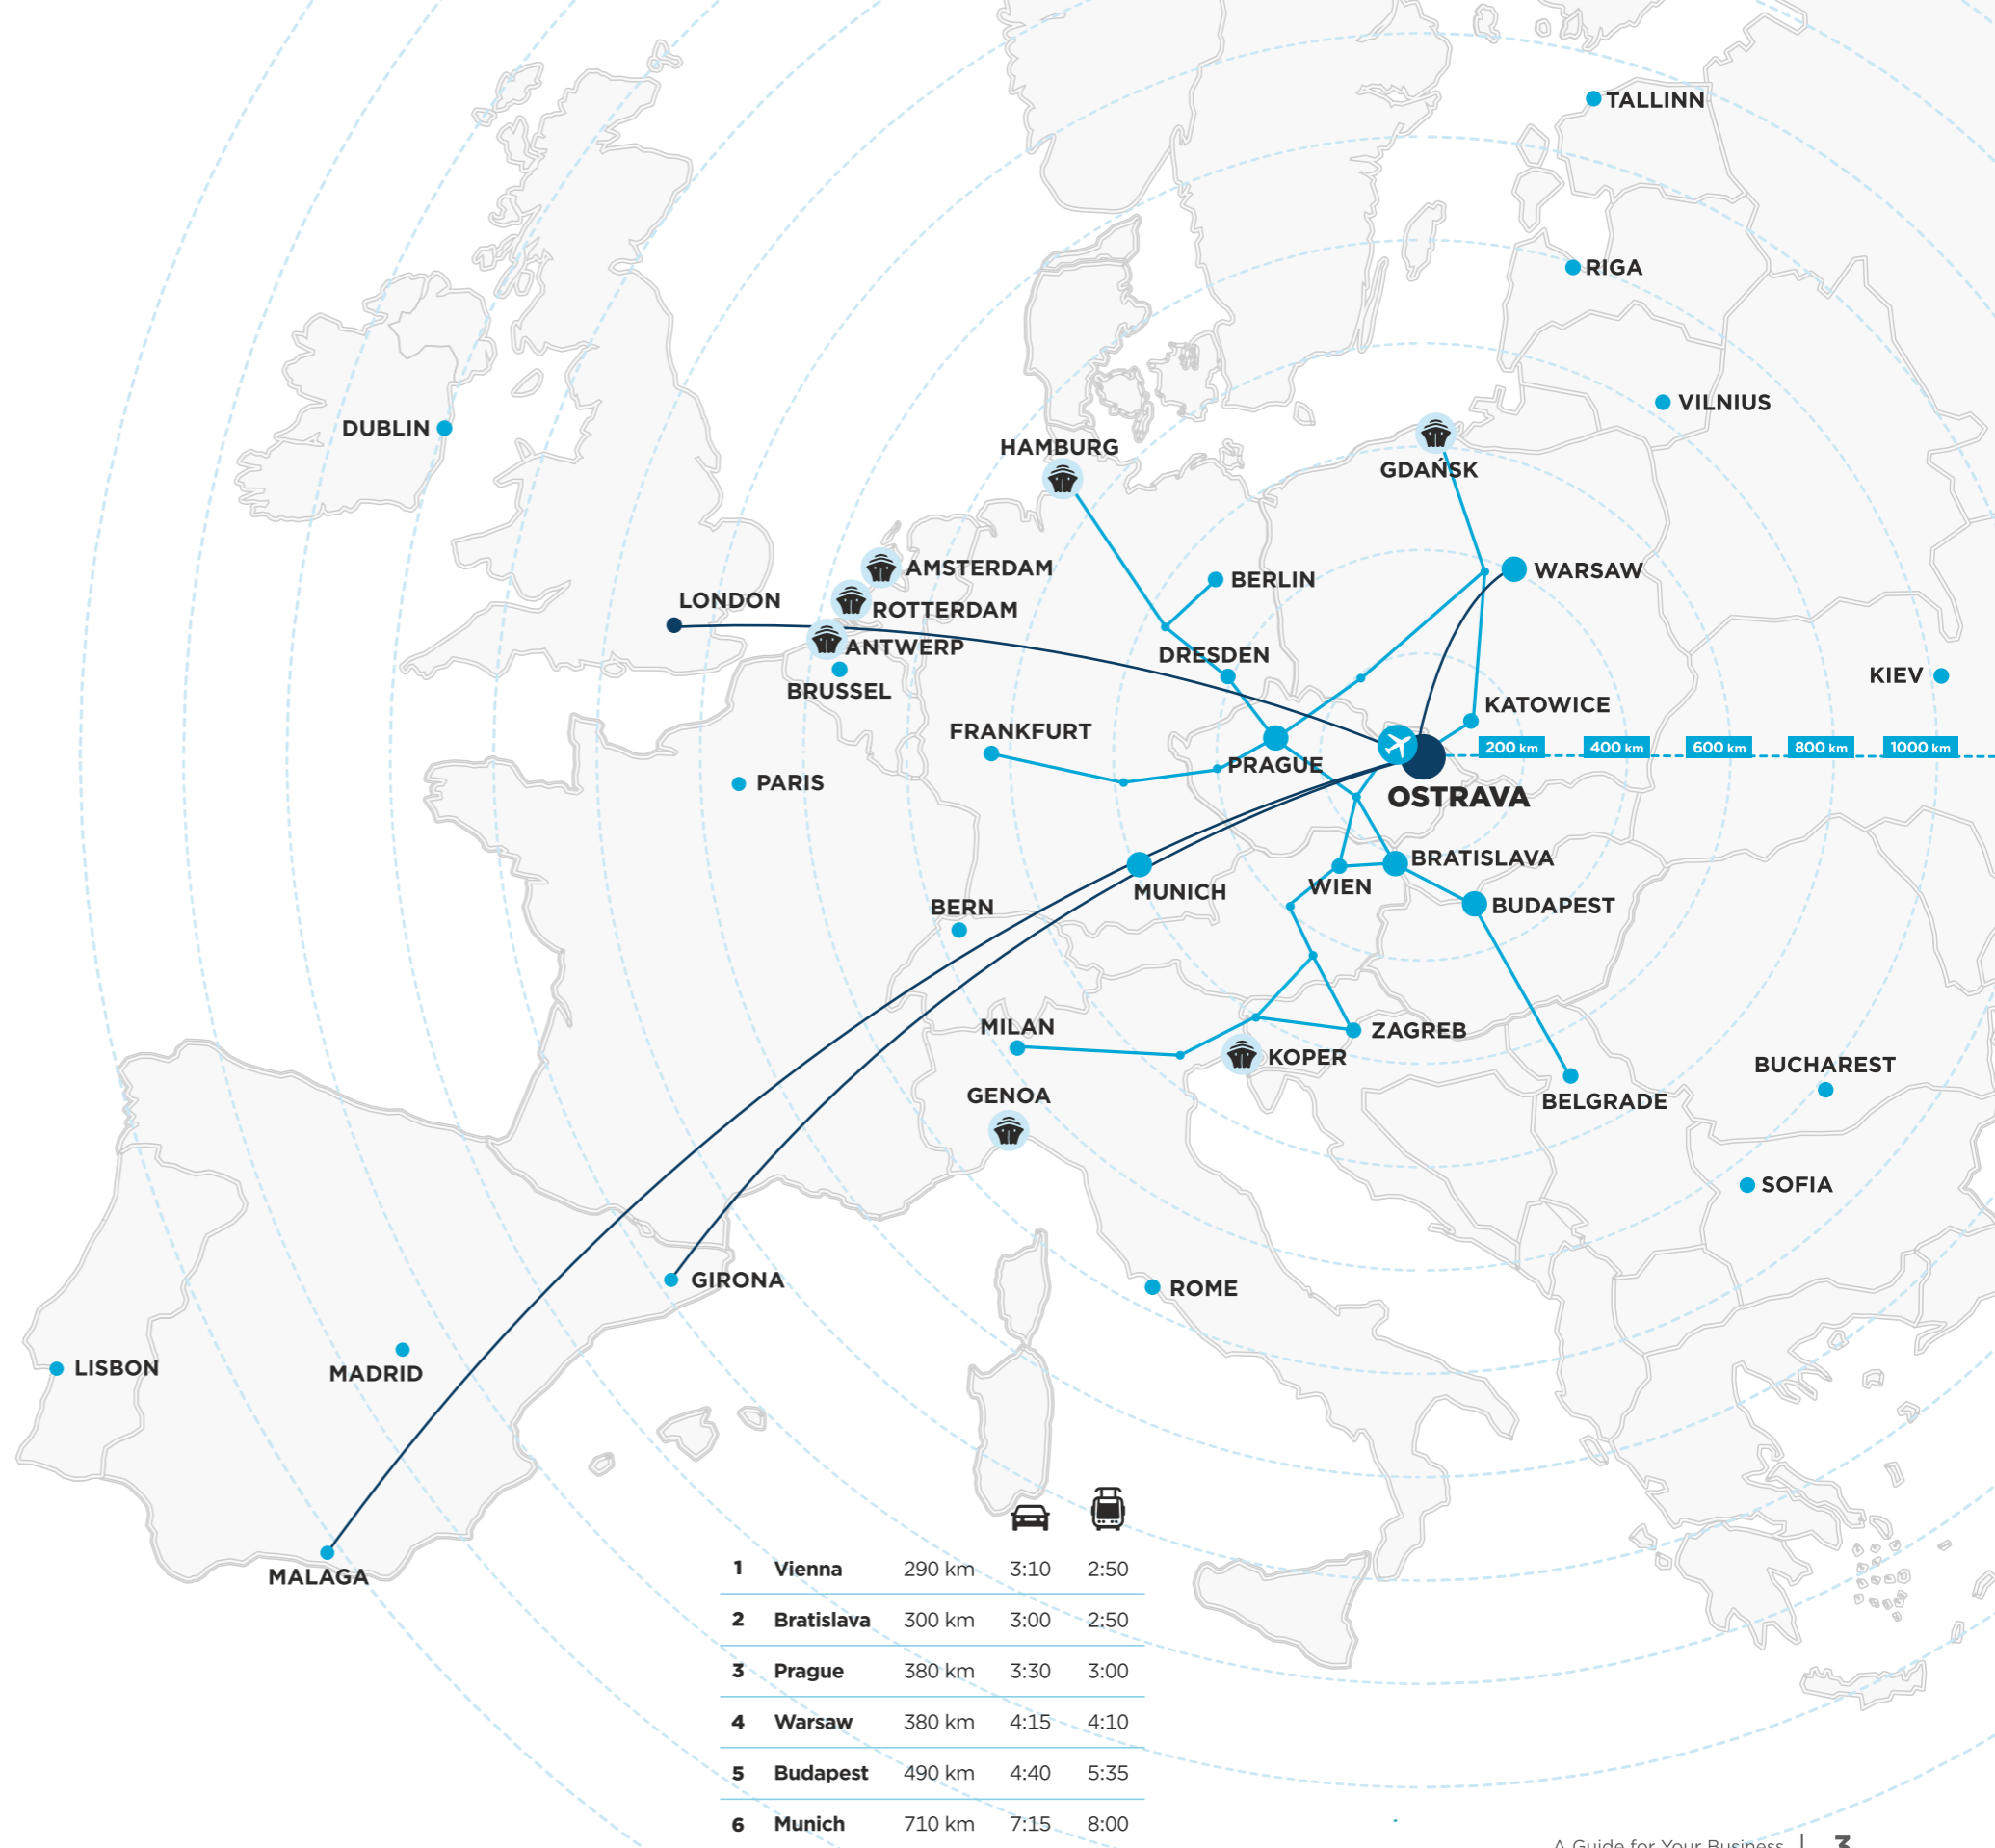 TALLINN
RIGA
VILNIUS
DUBLIN
HAMBURG
GDAŃSK
AMSTERDAM
BERLIN
WARSAW
LONDON
ROTTERDAM
ANTWERP
DRESDEN
KIEV
BRUSSEL
KATOWICE
FRANKFURT
200 km 400 km 600 km 800 km 1000 km
PRAGUE
PARIS
OSTRAVA
BRATISLAVA
WIEN
MUNICH
BERN
BUDAPEST
MILAN
ZAGREB
KOPER
BUCHAREST
GENOA
BELGRADE
SOFIA
GIRONA
ROME
LISBON
MADRID
MALAGA
1 Vienna 290 km 3:10 2:50
2 Bratislava 300 km 3:00 2:50
3 Prague 380 km 3:30 3:00
4 Warsaw 380 km 4:15 4:10
5 Budapest 490 km 4:40 5:35
6 Munich 710 km 7:15 8:00
A Guide for Your Business | 3